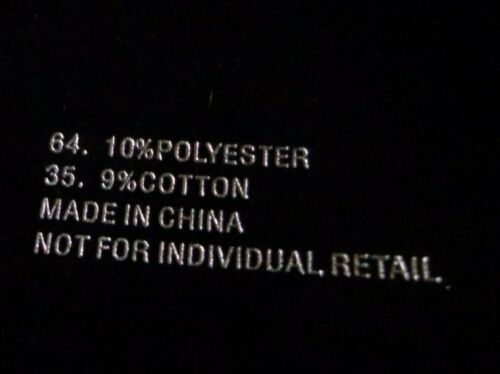 64. 10%POLYESTER
35. 9%COTTON
MADE IN CHINA
NOT FOR INDIVIDUAL RETAIL